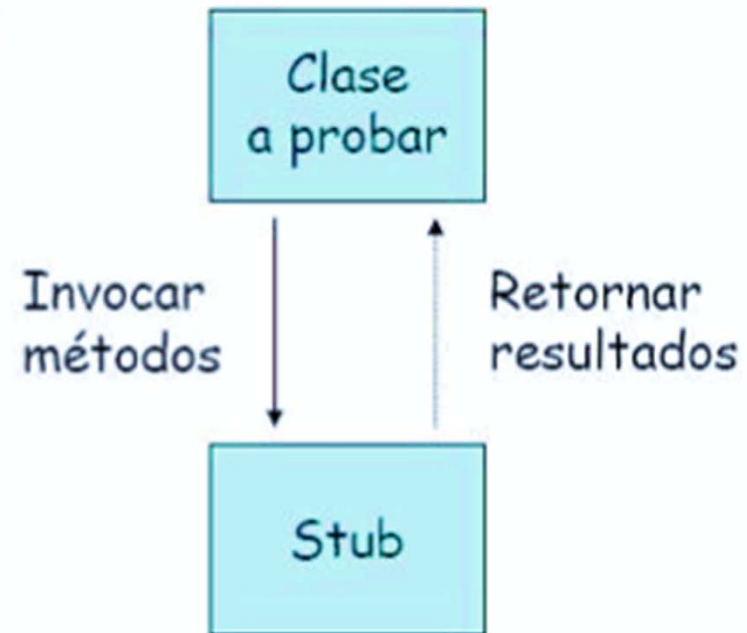 Clase
a probar
Invocar
métodos
Retornar
resultados
Stub